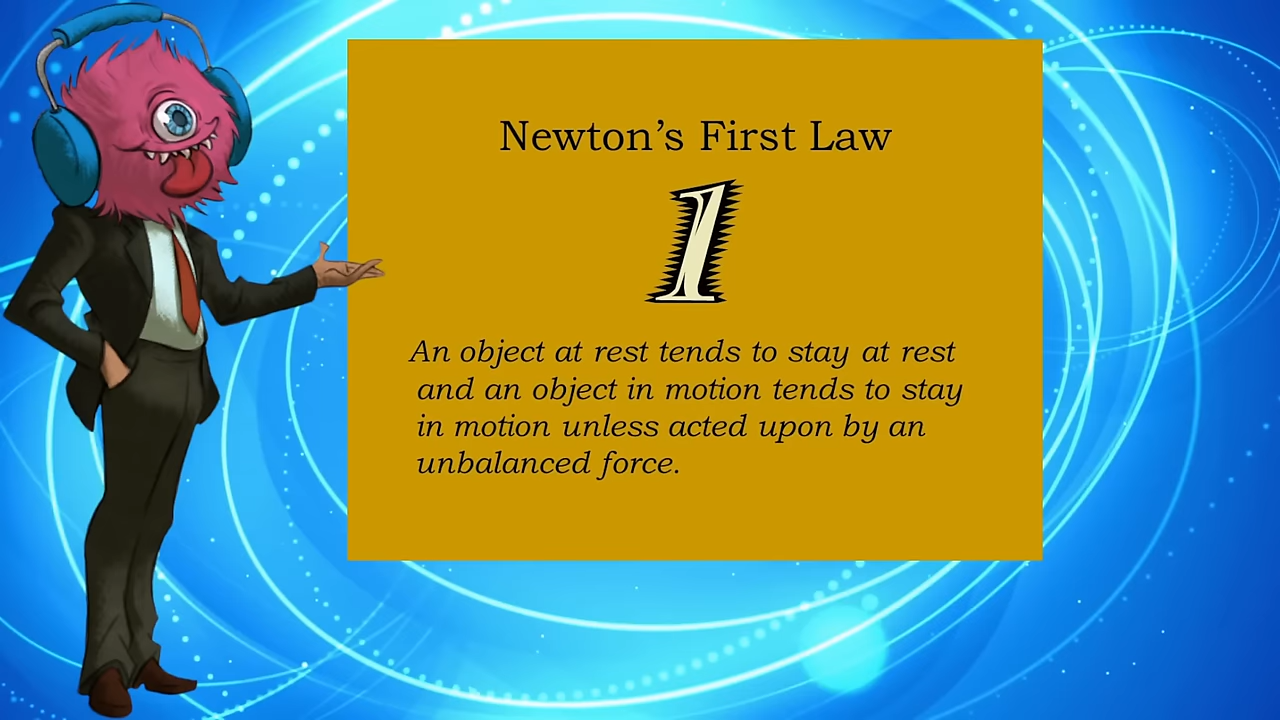 Newton’s First Law
1
An object at rest tends to stay at rest
and an object in motion tends to stay
in motion unless acted upon by an
unbalanced force.